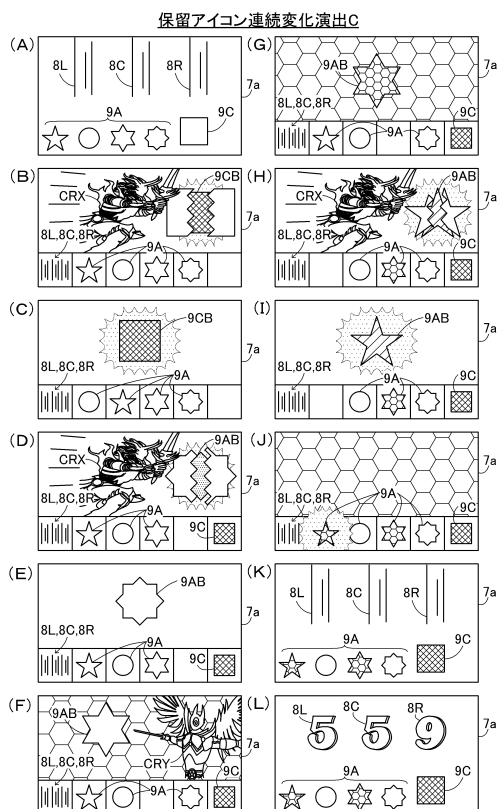 保留アイコン連続変化演出C
(A)
8L 8C 8R
7a
9A
9C
(B)
CRX
9CB
7a
8L,8C,8R
9A
(C)
9CB
7a
8L,8C,8R
9A
(D)
CRX
9AB
7a
8L,8C,8R
9A
9C
(E)
9AB
7a
8L,8C,8R
9A
9C
(F)
9AB
7a
8L,8C,8R
CRY
9C
9A
(G)
9AB
7a
8L,8C,8R
9C
9A
(H)
CRX
9AB
7a
8L,8C,8R
9C
9A
(I)
9AB
7a
8L,8C,8R
9C
9A
(J)
7a
8L,8C,8R
9A
9C
(K)
8L 8C 8R
7a
9A
9C
(L)
8L 8C 8R
5 5 9
7a
9A
9C